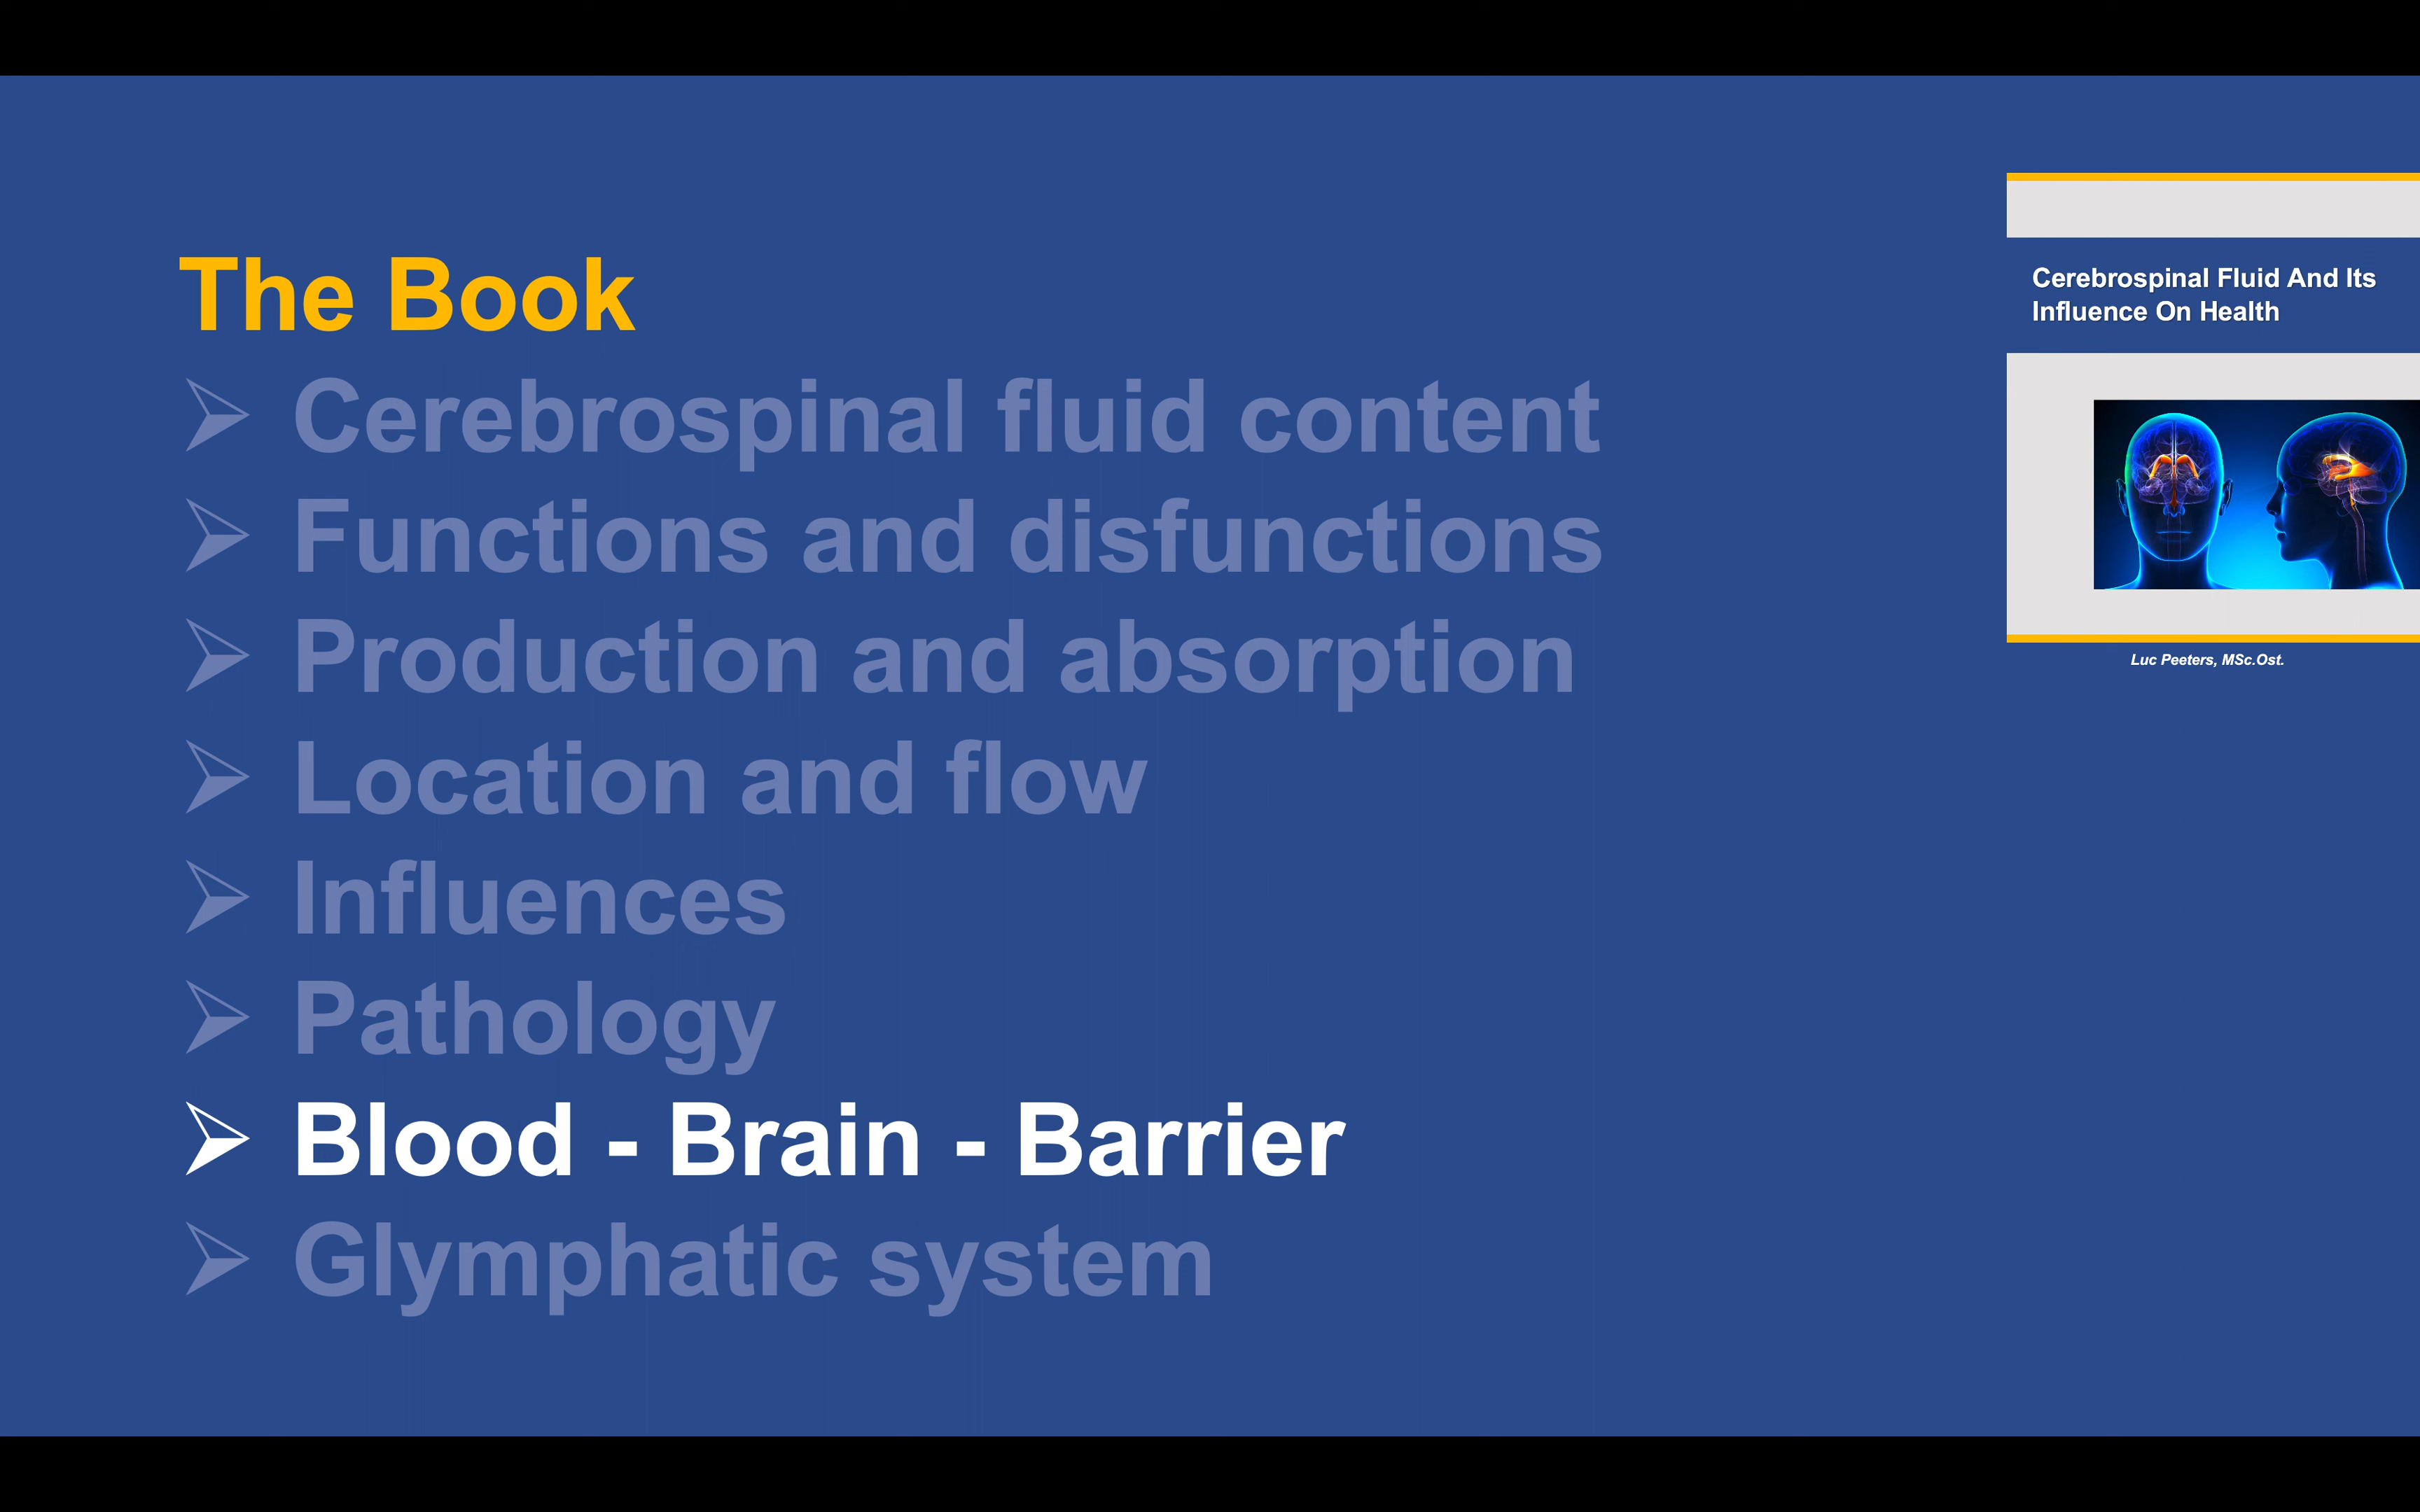 The Book
➢ Cerebrospinal fluid content
➢ Functions and disfunctions
➢ Production and absorption
➢ Location and flow
➢ Influences
➢ Pathology
➢ Blood - Brain - Barrier
➢ Glymphatic system
Cerebrospinal Fluid And Its
Influence On Health
Luc Peeters, MSc.Ost.